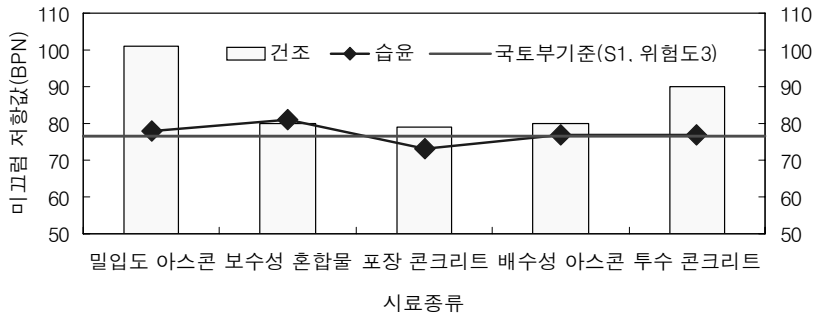 110 110
100 건조 습윤 국토부기준(S1, 위험도3) 100
90 90
80 80
70 70
60 60
50 50
미끄럼 저항값(BPN)
밀입도 아스콘 보수성 혼합물 포장 콘크리트 배수성 아스콘 투수 콘크리트
시료종류